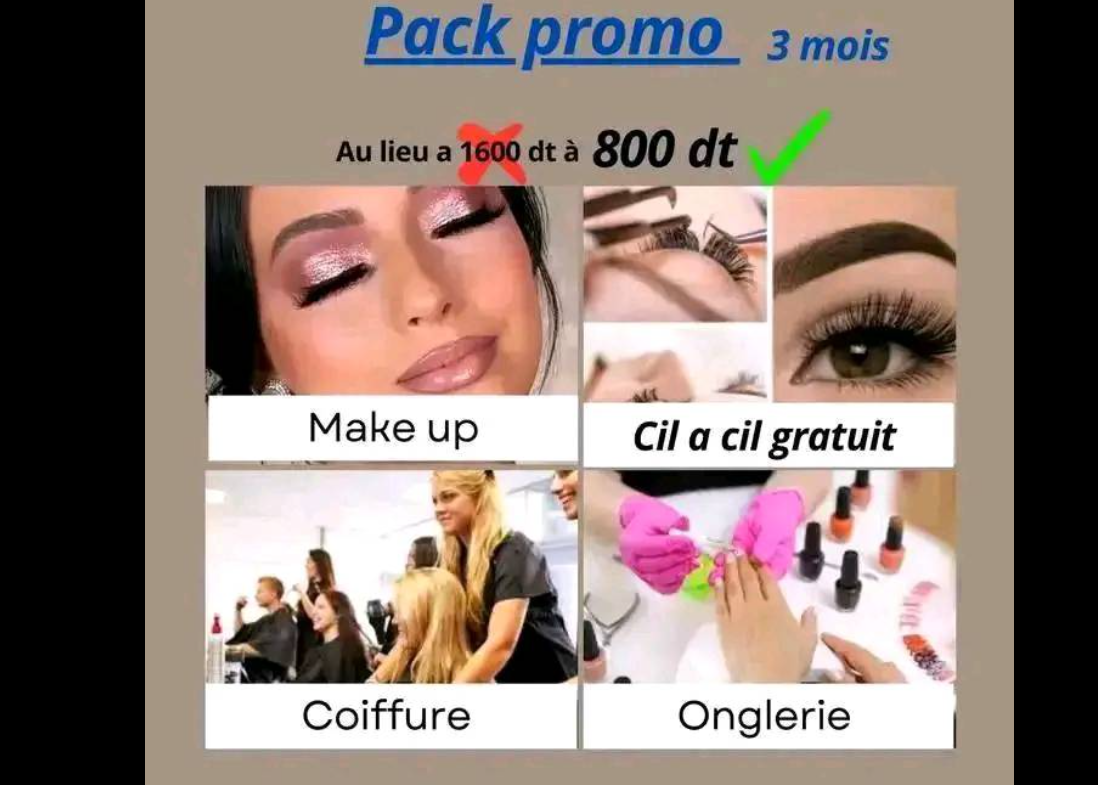 Pack promo 3 mois
Au lieu a 1600 dt à 800 dt
Make up
Cil a cil gratuit
Coiffure
Onglerie